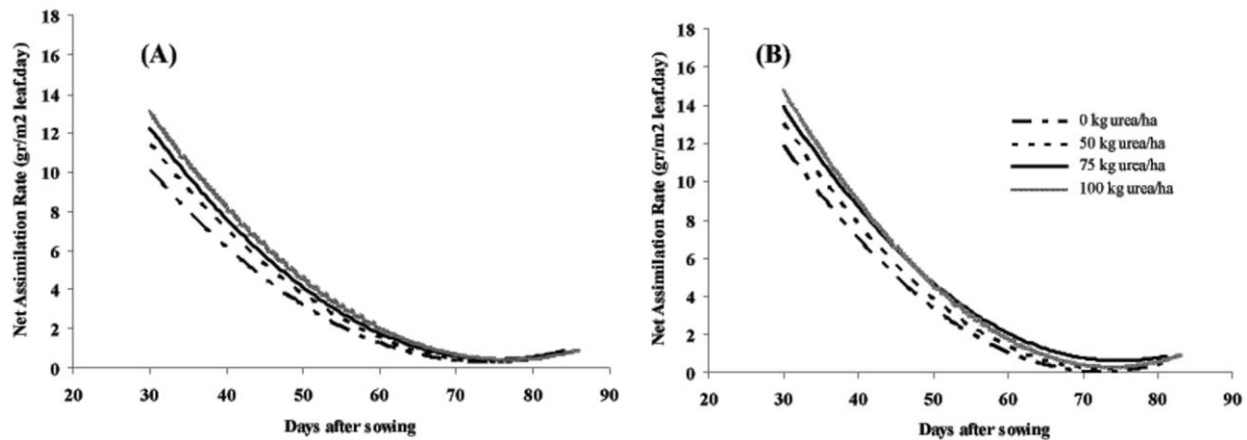 (A)
Net Assimilation Rate (gr/m2 leaf.day)
18
16
14
12
10
8
6
4
2
0
20 30 40 50 60 70 80 90
Days after sowing
(B)
Net Assimilation Rate (gr/m2 leaf.day)
18
16
14
12
10
8
6
4
2
0
20 30 40 50 60 70 80 90
Days after sowing
0 kg urea/ha
50 kg urea/ha
75 kg urea/ha
100 kg urea/ha